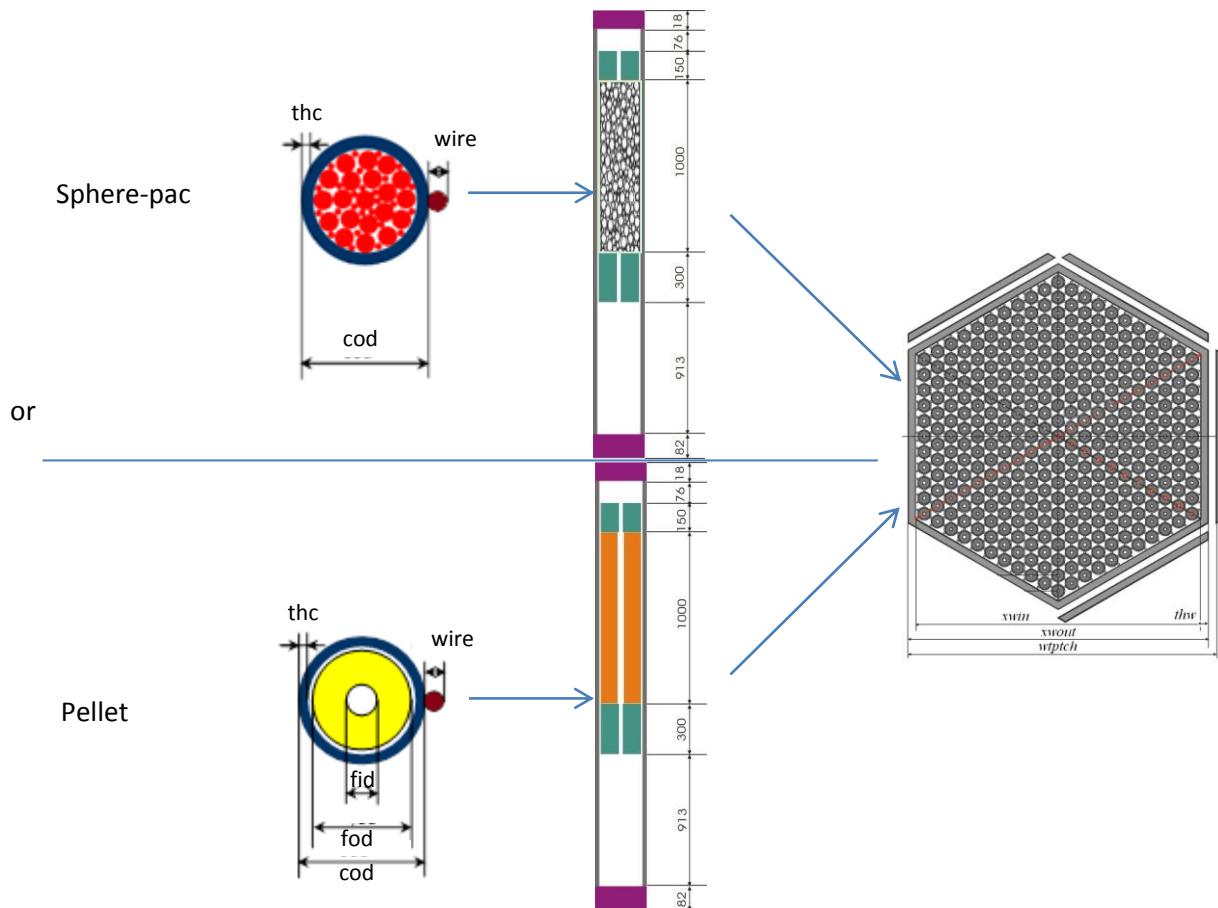 18
76
150
thc
wire
Sphere-pac
1000
300
cod
913
or
82
18
76
150
thc
wire
1000
xwin
thw
xwout
wtptch
Pellet
300
fid
fod
913
cod
82